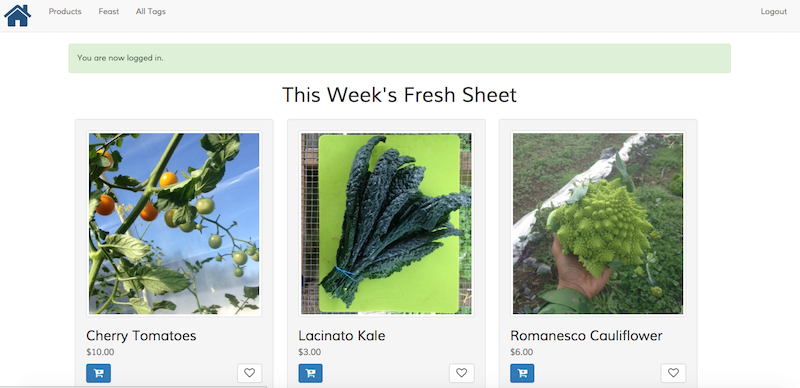 Products Feast All Tags Logout
You are now logged in.
This Week's Fresh Sheet
Cherry Tomatoes Lacinato Kale Romanesco Cauliflower
$10.00 $3.00 $6.00